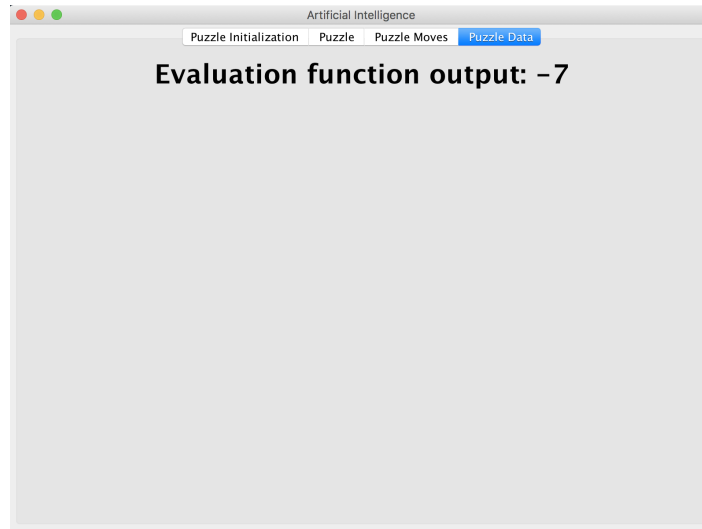 Artificial Intelligence
Puzzle Initialization Puzzle Puzzle Moves Puzzle Data
Evaluation function output: -7